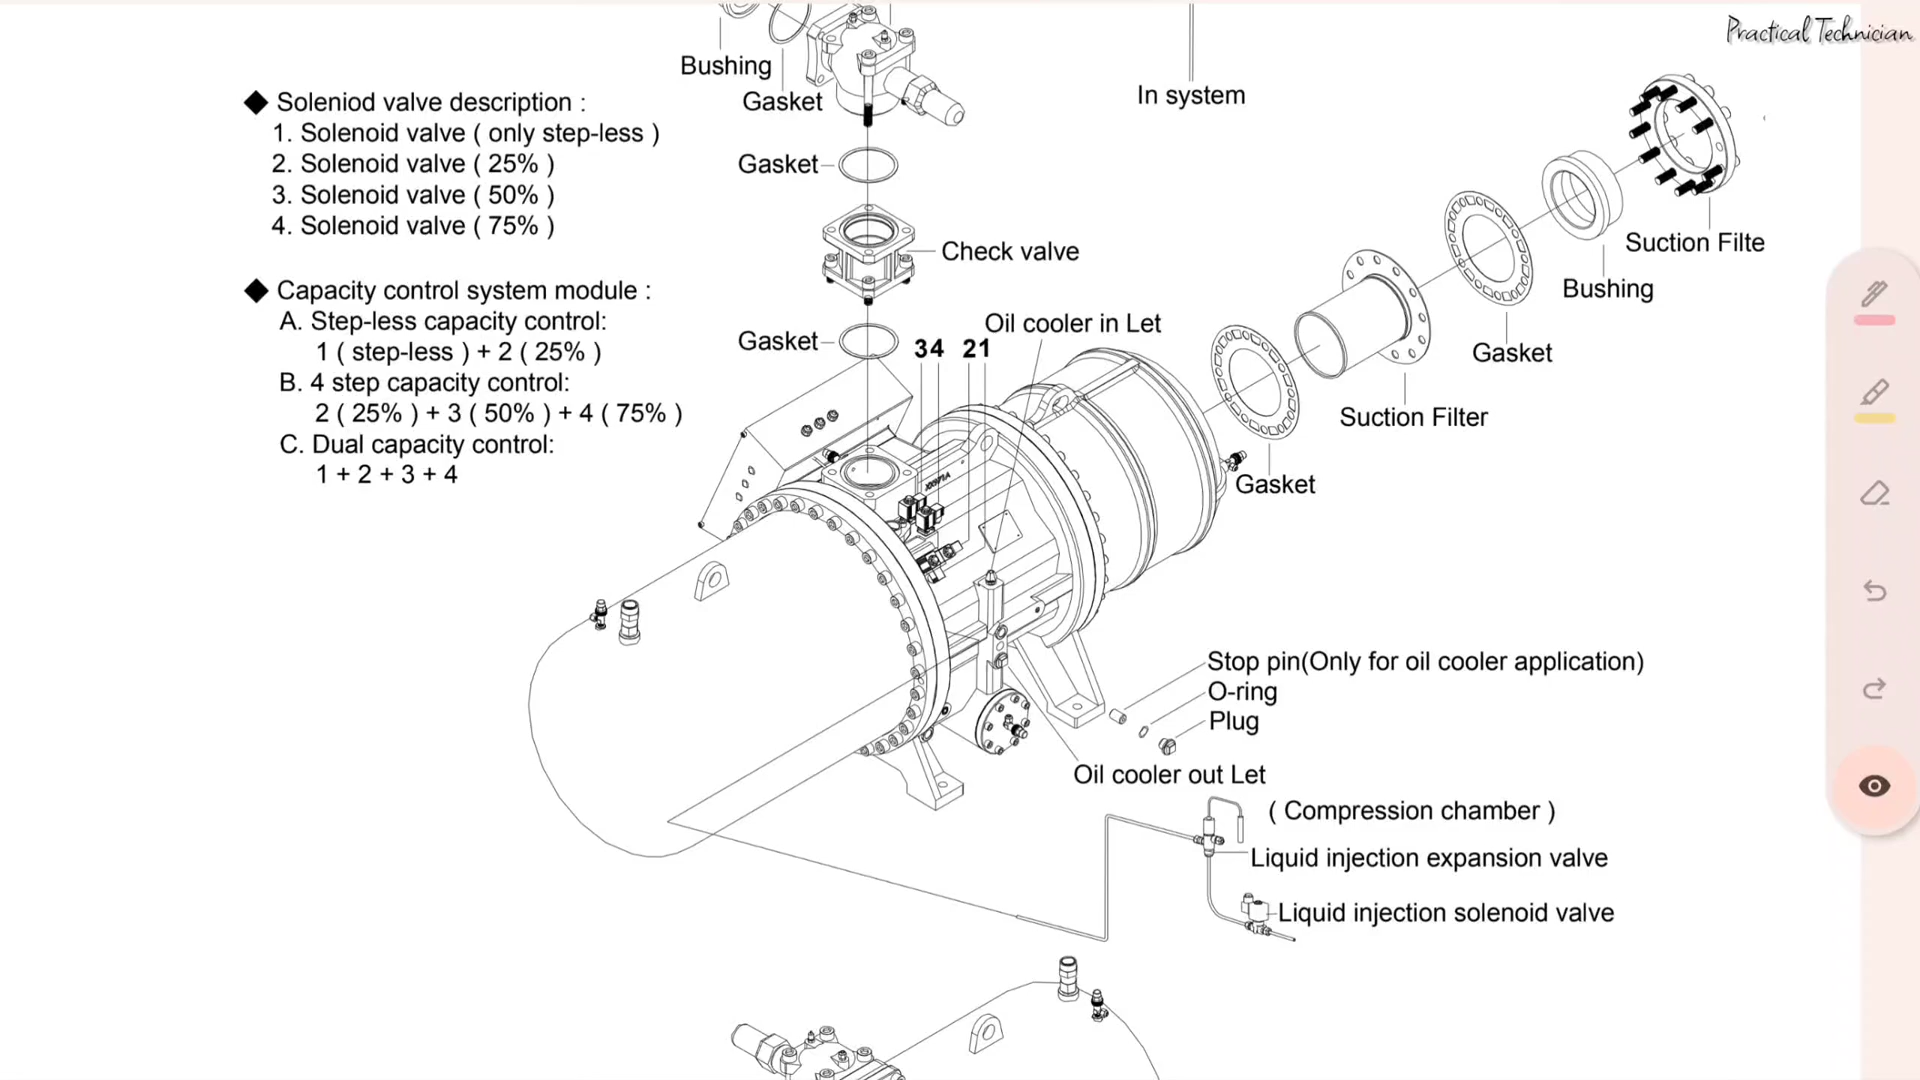 Practical Technician
Bushing
Gasket
In system
◆ Soleniod valve description :
1. Solenoid valve ( only step-less )
2. Solenoid valve ( 25% )
3. Solenoid valve ( 50% )
4. Solenoid valve ( 75% )
Gasket
Check valve
Suction Filte
Bushing
◆ Capacity control system module :
A. Step-less capacity control:
1 ( step-less ) + 2 ( 25% )
B. 4 step capacity control:
2 ( 25% ) + 3 ( 50% ) + 4 ( 75% )
C. Dual capacity control:
1 + 2 + 3 + 4
Gasket
Oil cooler in Let
34 21
Gasket
Suction Filter
Gasket
Stop pin(Only for oil cooler application)
O-ring
Plug
Oil cooler out Let
( Compression chamber )
Liquid injection expansion valve
Liquid injection solenoid valve